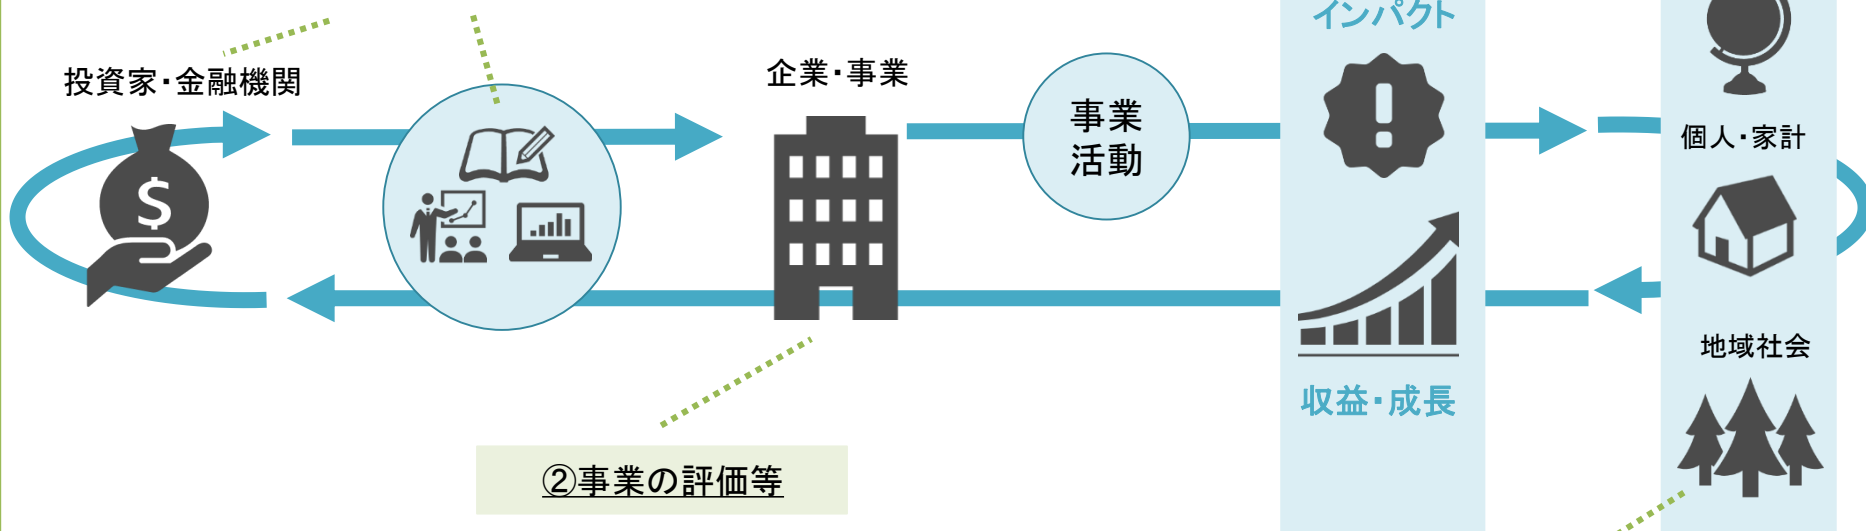 インパクト
投資家・金融機関
企業・事業
事業
活動
個人・家計
地域社会
収益・成長
②事業の評価等